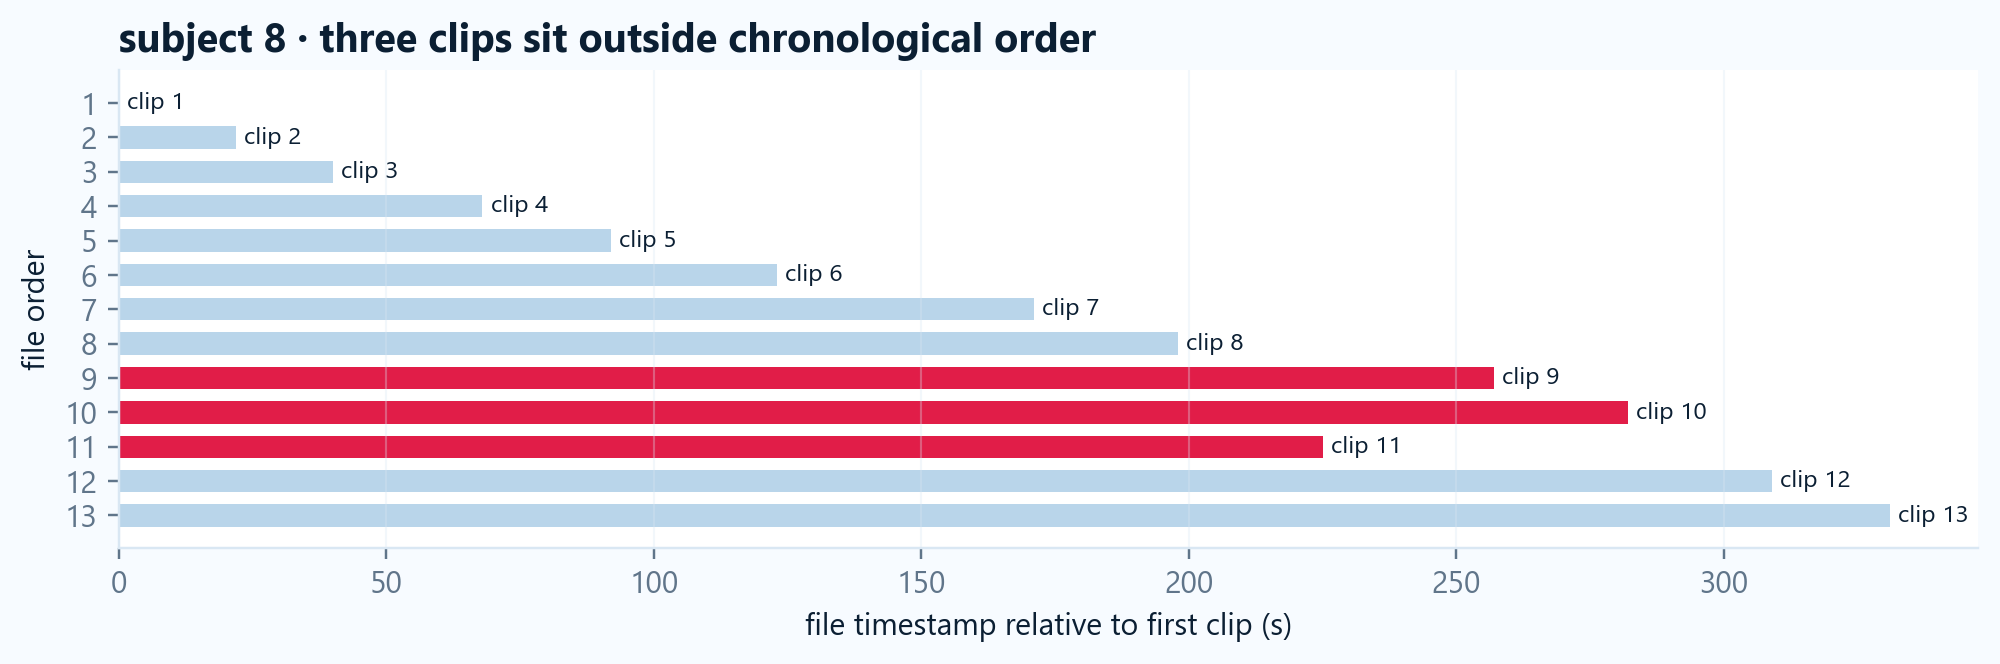 subject 8 · three clips sit outside chronological order
file order
1 clip 1
2 clip 2
3 clip 3
4 clip 4
5 clip 5
6 clip 6
7 clip 7
8 clip 8
9 clip 9
10 clip 10
11 clip 11
12 clip 12
13 clip 13
0 50 100 150 200 250 300
file timestamp relative to first clip (s)